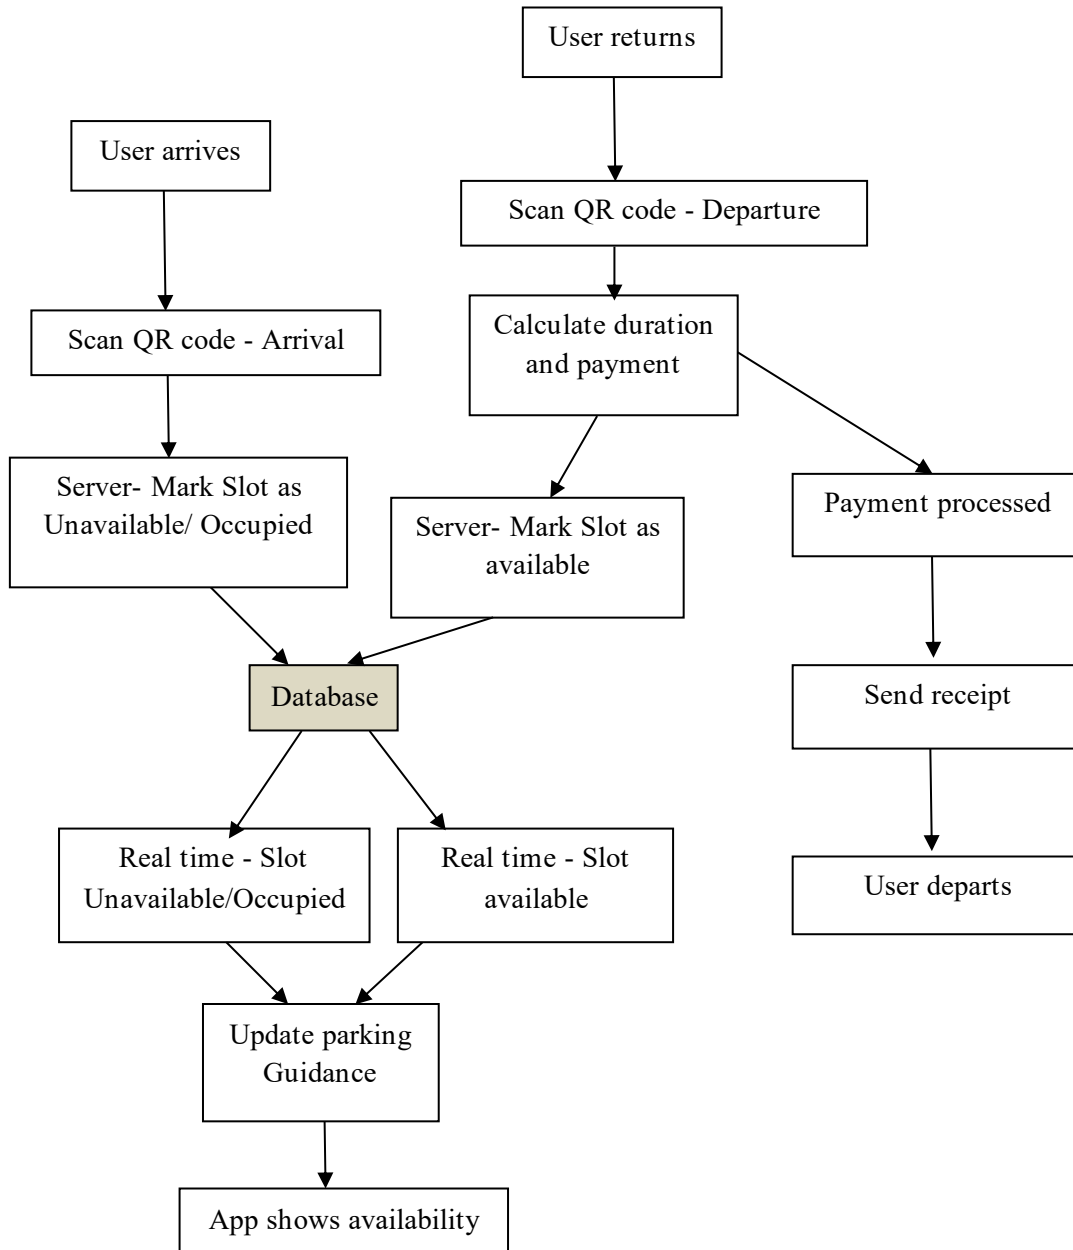 User returns
User arrives
Scan QR code - Departure
Scan QR code - Arrival
Calculate duration
and payment
Server- Mark Slot as
Unavailable/ Occupied
Server- Mark Slot as
available
Payment processed
Database
Send receipt
Real time - Slot
Unavailable/Occupied
Real time - Slot
available
User departs
Update parking
Guidance
App shows availability